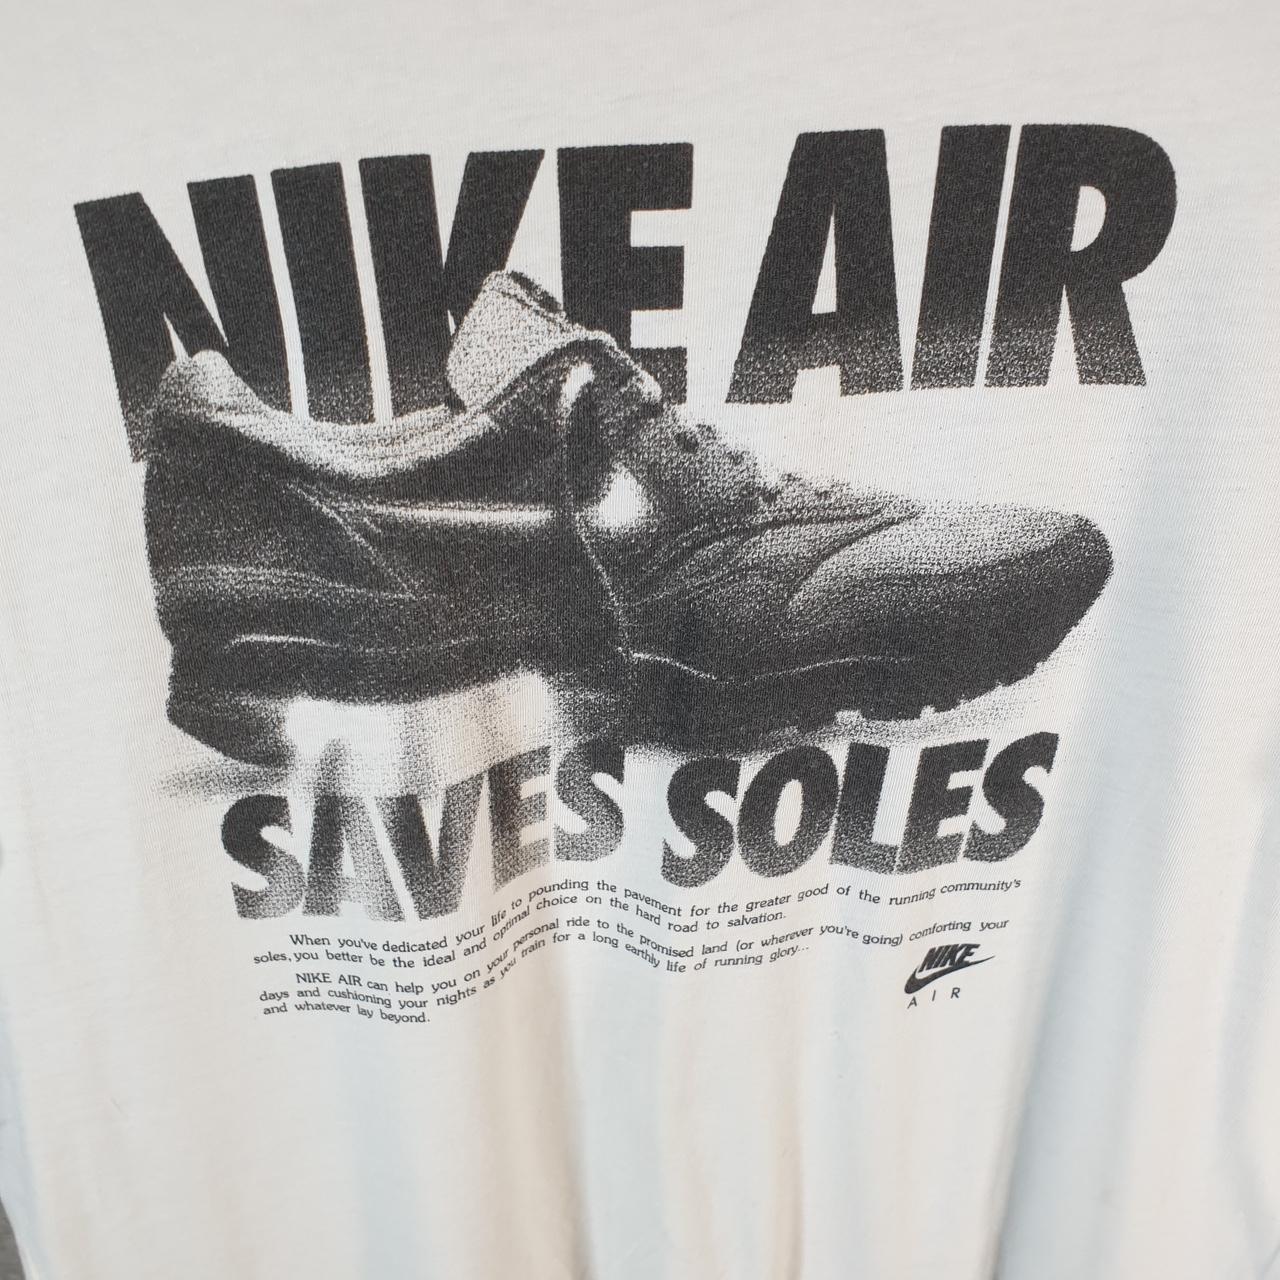 NIKE AIR
SAVES SOLES
When you've dedicated your life to pounding the pavement for the greater good of the running community's
soles, you better be the ideal and optimal choice on the hard road to salvation.
NIKE AIR can help you on your personal ride to the promised land (or wherever you're going) comforting your
days and cushioning your nights as you train for a long earthly life of running glory...
and whatever lay beyond.
NIKE
AIR